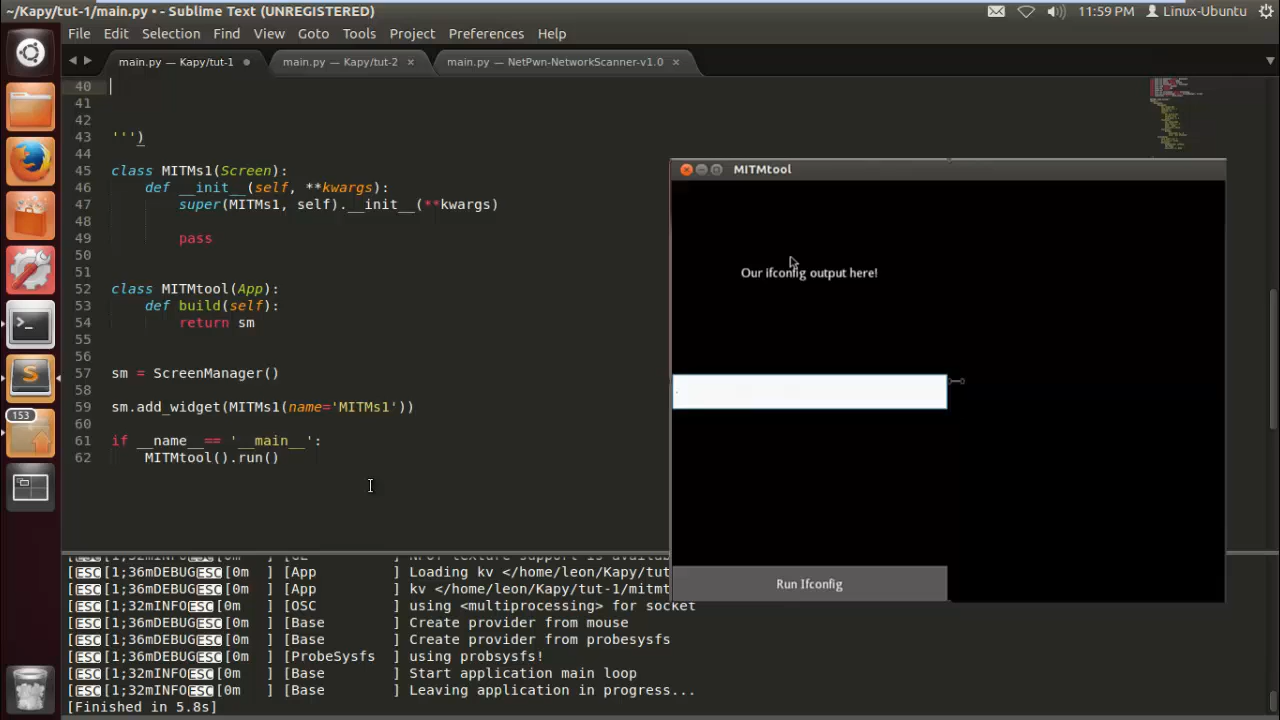 ~/Kapy/tut-1/main.py • - Sublime Text (UNREGISTERED)
11:59 PM
Linux-Ubuntu
File Edit Selection Find View Goto Tools Project Preferences Help
main.py — Kapy/tut-1
main.py — Kapy/tut-2
main.py — NetPwn-NetworkScanner-v1.0
40
41
42
43 ''')
44
45 class MITMs1(Screen):
46 def __init__(self, **kwargs):
47 super(MITMs1, self).__init__(**kwargs)
48
49 pass
50
51
52 class MITMtool(App):
53 def build(self):
54 return sm
55
56
57 sm = ScreenManager()
58
59 sm.add_widget(MITMs1(name='MITMs1'))
60
61 if __name__== '__main__':
62 MITMtool().run()
153
MITMtool
Our ifconfig output here!
Run Ifconfig
[ESC[1;36mDEBUGESC[0m ] [App ] Loading kv </home/leon/Kapy/tut
[ESC[1;36mDEBUGESC[0m ] [App ] kv </home/leon/Kapy/tut-1/mitmt
[ESC[1;32mINFOESC[0m ] [OSC ] using <multiprocessing> for socket
[ESC[1;36mDEBUGESC[0m ] [Base ] Create provider from mouse
[ESC[1;36mDEBUGESC[0m ] [Base ] Create provider from probesysfs
[ESC[1;36mDEBUGESC[0m ] [ProbeSysfs ] using probsysfs!
[ESC[1;32mINFOESC[0m ] [Base ] Start application main loop
[ESC[1;32mINFOESC[0m ] [Base ] Leaving application in progress...
[Finished in 5.8s]